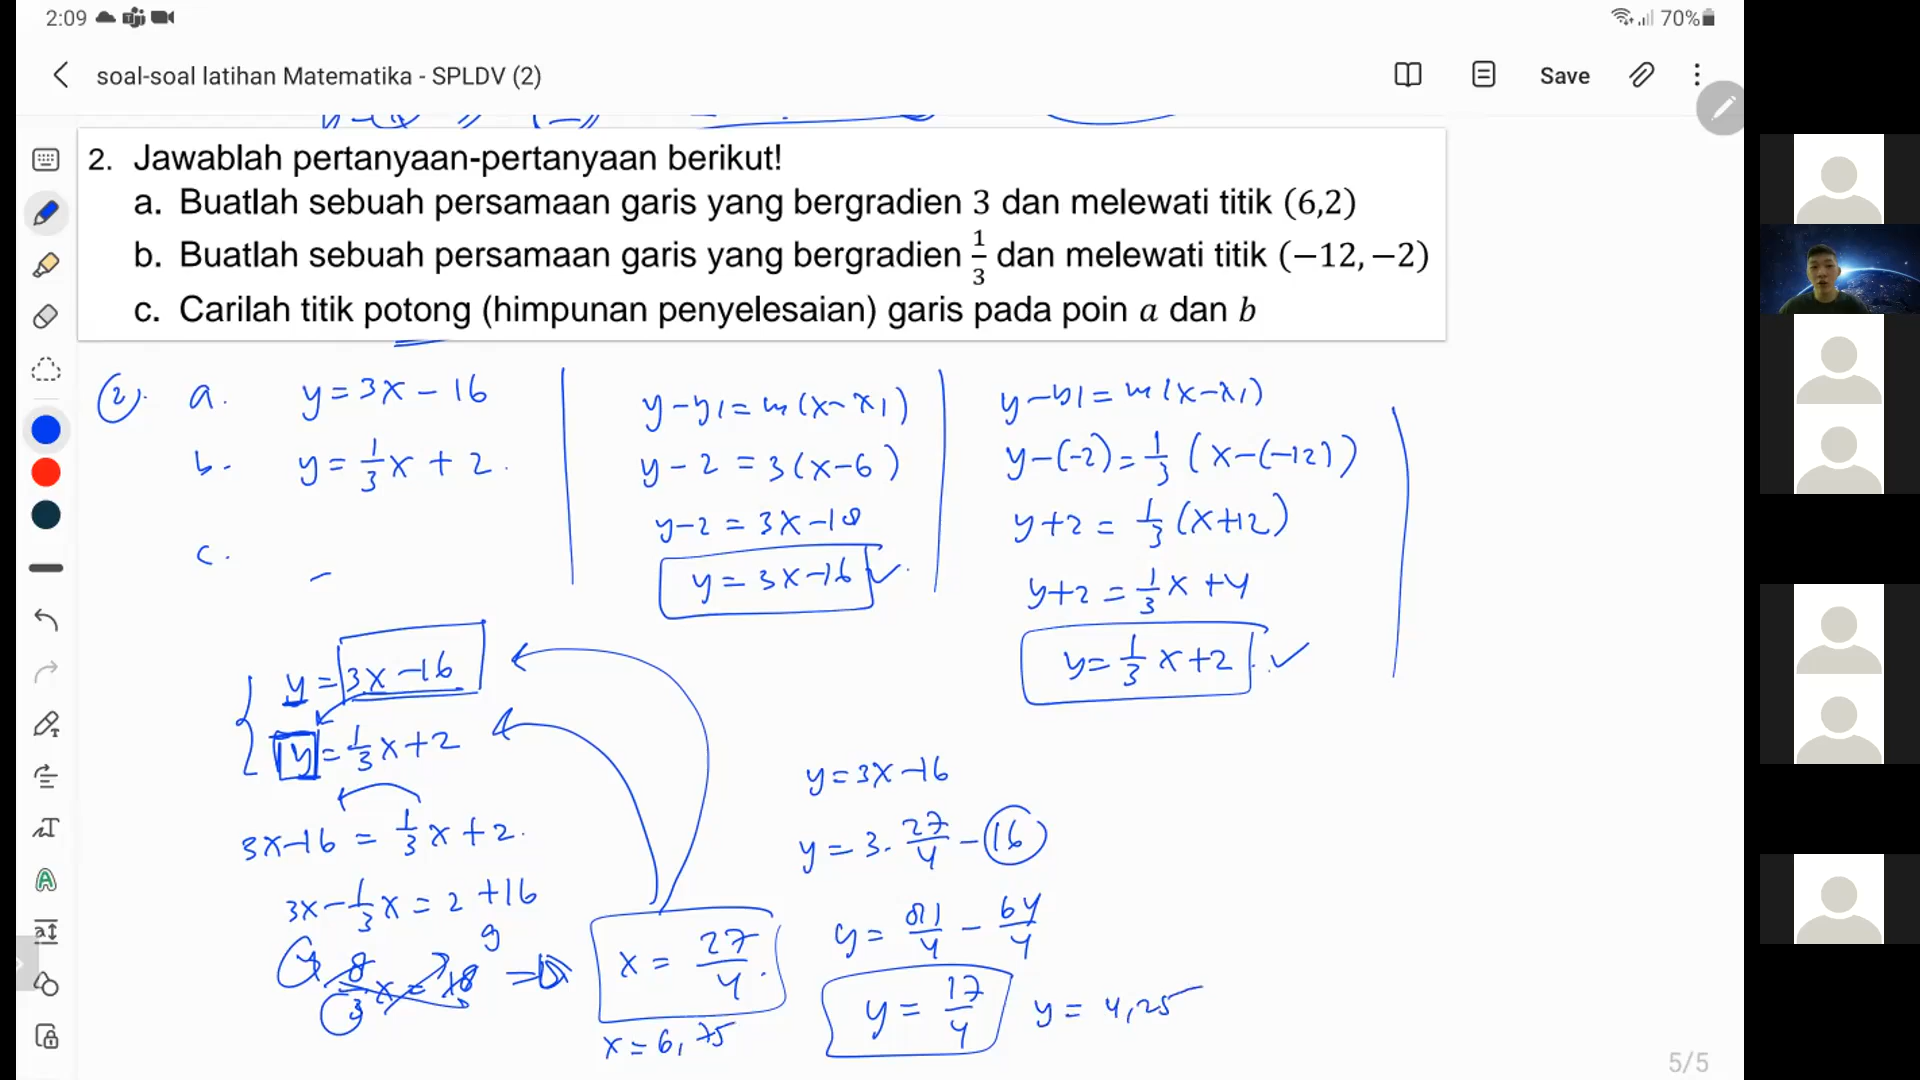 2:09
70%
soal-soal latihan Matematika - SPLDV (2)
Save
2. Jawablah pertanyaan-pertanyaan berikut!
a. Buatlah sebuah persamaan garis yang bergradien 3 dan melewati titik (6,2)
b. Buatlah sebuah persamaan garis yang bergradien 1/3 dan melewati titik (−12, −2)
c. Carilah titik potong (himpunan penyelesaian) garis pada poin a dan b
2. a. y = 3x − 16
b. y = 1/3 x + 2.
c.
y − y1 = m(x − x1)
y − 2 = 3(x − 6)
y − 2 = 3x − 18
y = 3x − 16
y − y1 = m(x − x1)
y − (−2) = 1/3 (x − (−12))
y + 2 = 1/3 (x + 12)
y + 2 = 1/3 x + 4
y = 1/3 x + 2
y = 3x − 16
y = 1/3 x + 2
3x − 16 = 1/3 x + 2.
3x − 1/3 x = 2 + 16
9
8/3 x = 18
x = 27/4.
x = 6,75
y = 3x − 16
y = 3. 27/4 − 16
y = 81/4 − 64/4
y = 17/4
y = 4,25
5/5